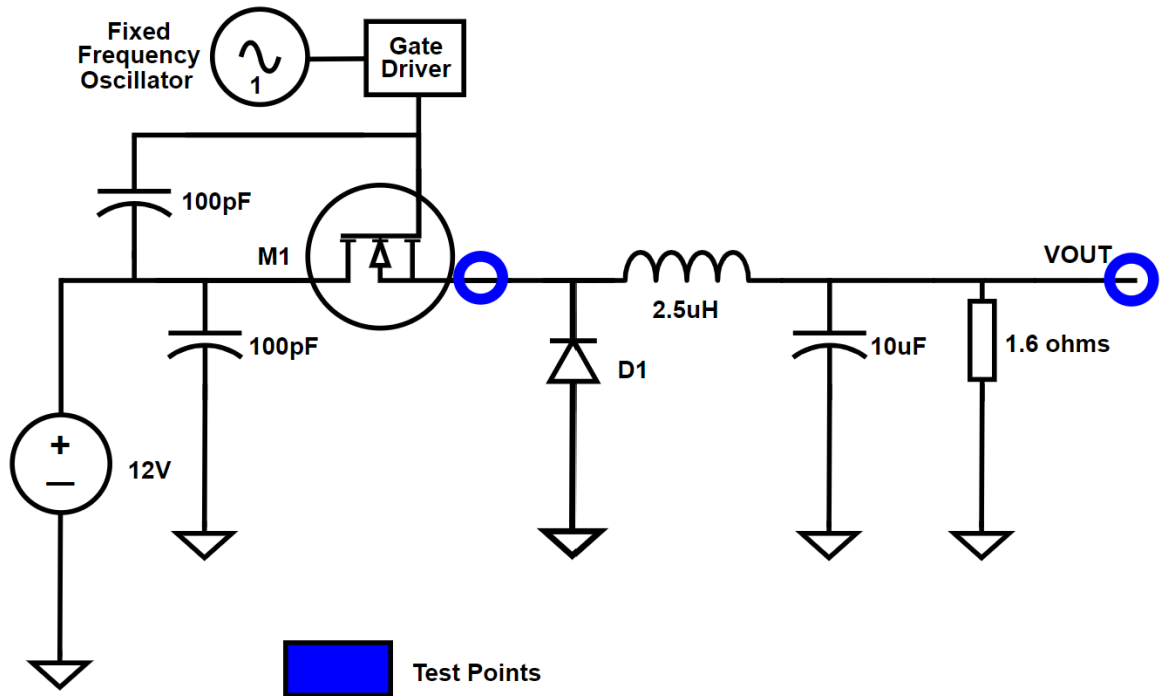 Fixed
Frequency
Oscillator
1
Gate
Driver
100pF
M1
VOUT
2.5uH
100pF
D1
10uF
1.6 ohms
+
—
12V
Test Points